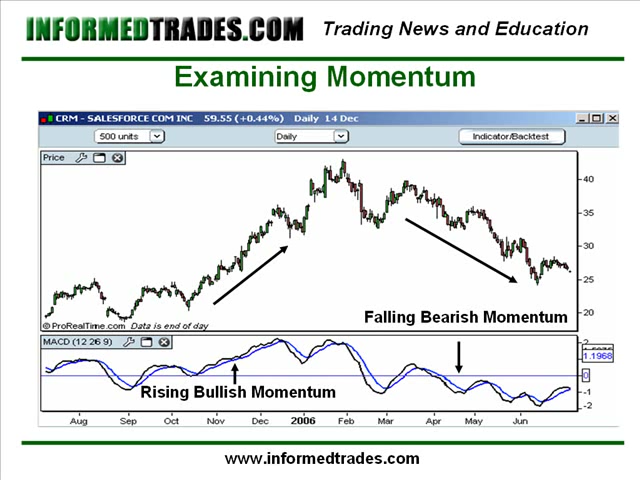 INFORMEDTRADES.COM Trading News and Education
Examining Momentum
CRM - SALESFORCE COM INC 59.55 (+0.44%) Daily 14 Dec
500 units Daily Indicator/Backtest
Price
40
35
30
25
20
Falling Bearish Momentum
© ProRealTime.com Data is end of day
MACD (12 26 9)
2
1.1968
0
-1
-2
Rising Bullish Momentum
Aug Sep Oct Nov Dec 2006 Feb Mar Apr May Jun
www.informedtrades.com